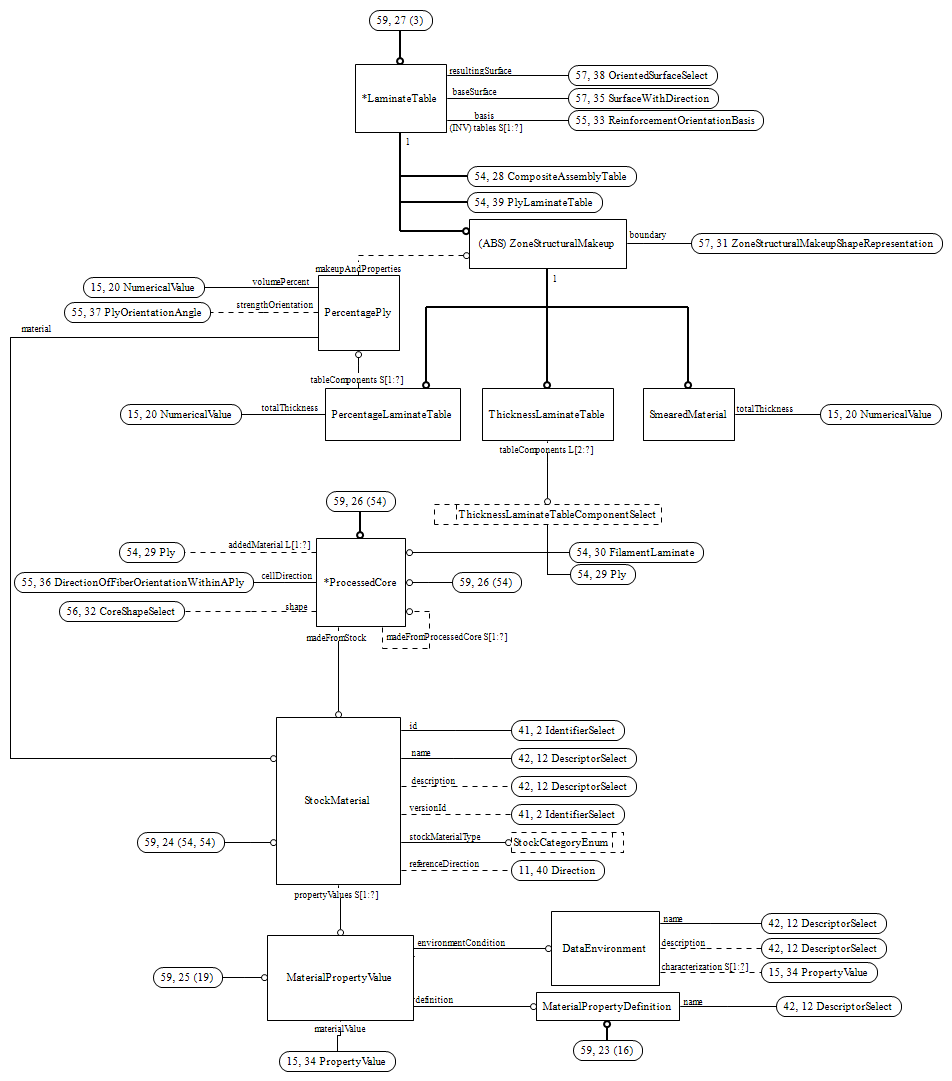 59, 27 (3)
*LaminateTable
resultingSurface
57, 38 OrientedSurfaceSelect
baseSurface
57, 35 SurfaceWithDirection
basis
(INV) tables S[1:?]
55, 33 ReinforcementOrientationBasis
1
54, 28 CompositeAssemblyTable
54, 39 PlyLaminateTable
(ABS) ZoneStructuralMakeup
boundary
57, 31 ZoneStructuralMakeupShapeRepresentation
makeupAndProperties
1
15, 20 NumericalValue
volumePercent
55, 37 PlyOrientationAngle
strengthOrientation
PercentagePly
material
tableComponents S[1:?]
15, 20 NumericalValue
totalThickness
PercentageLaminateTable
ThicknessLaminateTable
SmearedMaterial
totalThickness
15, 20 NumericalValue
tableComponents L[2:?]
ThicknessLaminateTableComponentSelect
59, 26 (54)
54, 29 Ply
addedMaterial L[1:?]
54, 30 FilamentLaminate
54, 29 Ply
55, 36 DirectionOfFiberOrientationWithinAPly
cellDirection
*ProcessedCore
59, 26 (54)
56, 32 CoreShapeSelect
shape
madeFromStock
madeFromProcessedCore S[1:?]
StockMaterial
id
41, 2 IdentifierSelect
name
42, 12 DescriptorSelect
description
42, 12 DescriptorSelect
versionId
41, 2 IdentifierSelect
59, 24 (54, 54)
stockMaterialType
StockCategoryEnum
referenceDirection
11, 40 Direction
propertyValues S[1:?]
MaterialPropertyValue
59, 25 (19)
environmentCondition
DataEnvironment
name
42, 12 DescriptorSelect
description
42, 12 DescriptorSelect
characterization S[1:?]
15, 34 PropertyValue
definition
MaterialPropertyDefinition
name
42, 12 DescriptorSelect
materialValue
59, 23 (16)
15, 34 PropertyValue